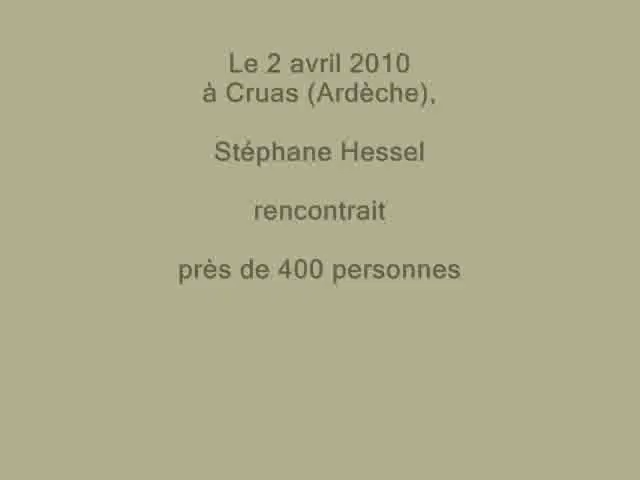 Le 2 avril 2010
à Cruas (Ardèche),
Stéphane Hessel
rencontrait
près de 400 personnes